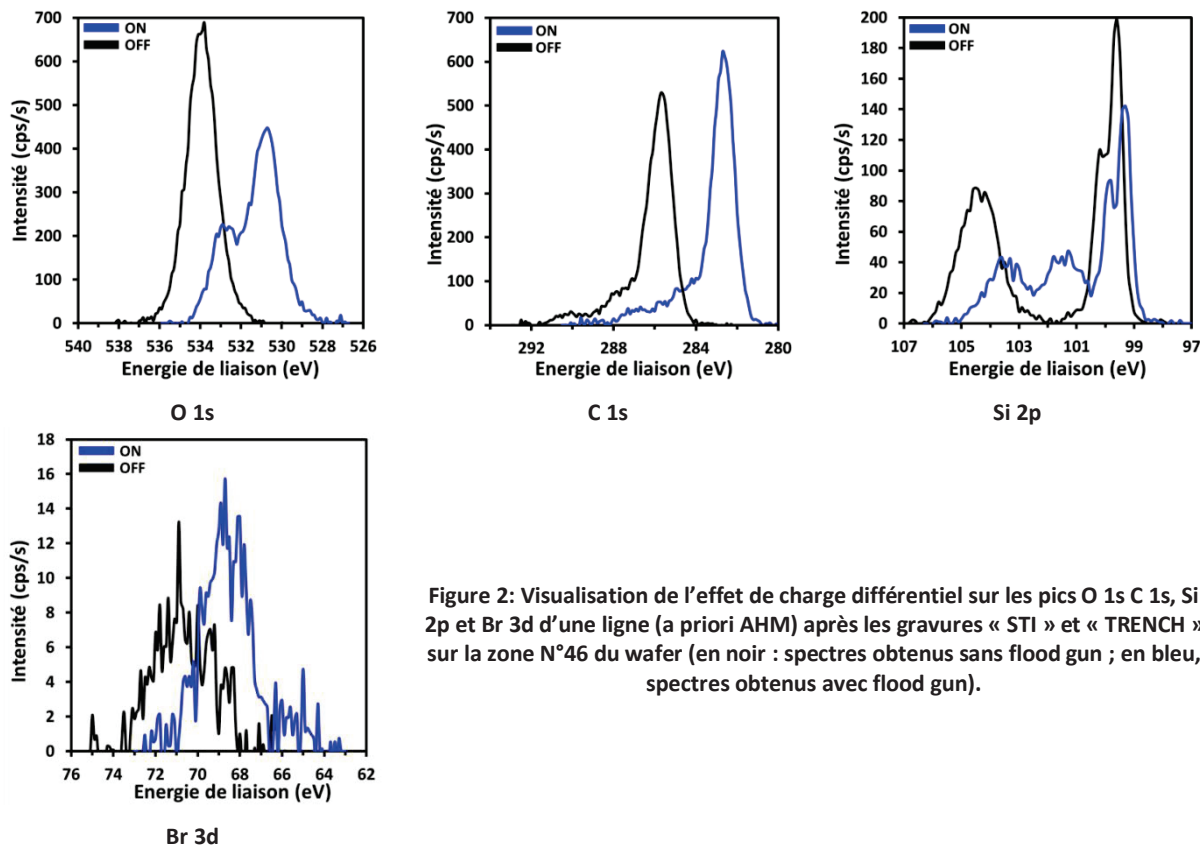 700
600
500
400
300
200
100
0
Intensité (cps/s)
ON
OFF
540 538 536 534 532 530 528 526
Energie de liaison (eV)
O 1s
700
600
500
400
300
200
100
0
Intensité (cps/s)
ON
OFF
292 288 284 280
Energie de liaison (eV)
C 1s
200
180
160
140
120
100
80
60
40
20
0
Intensité (cps/s)
ON
OFF
107 105 103 101 99 97
Energie de liaison (eV)
Si 2p
18
16
14
12
10
8
6
4
2
0
Intensité (cps/s)
ON
OFF
76 74 72 70 68 66 64 62
Energie de liaison (eV)
Br 3d
Figure 2: Visualisation de l’effet de charge différentiel sur les pics O 1s C 1s, Si
2p et Br 3d d’une ligne (a priori AHM) après les gravures « STI » et « TRENCH »
sur la zone N°46 du wafer (en noir : spectres obtenus sans flood gun ; en bleu,
spectres obtenus avec flood gun).